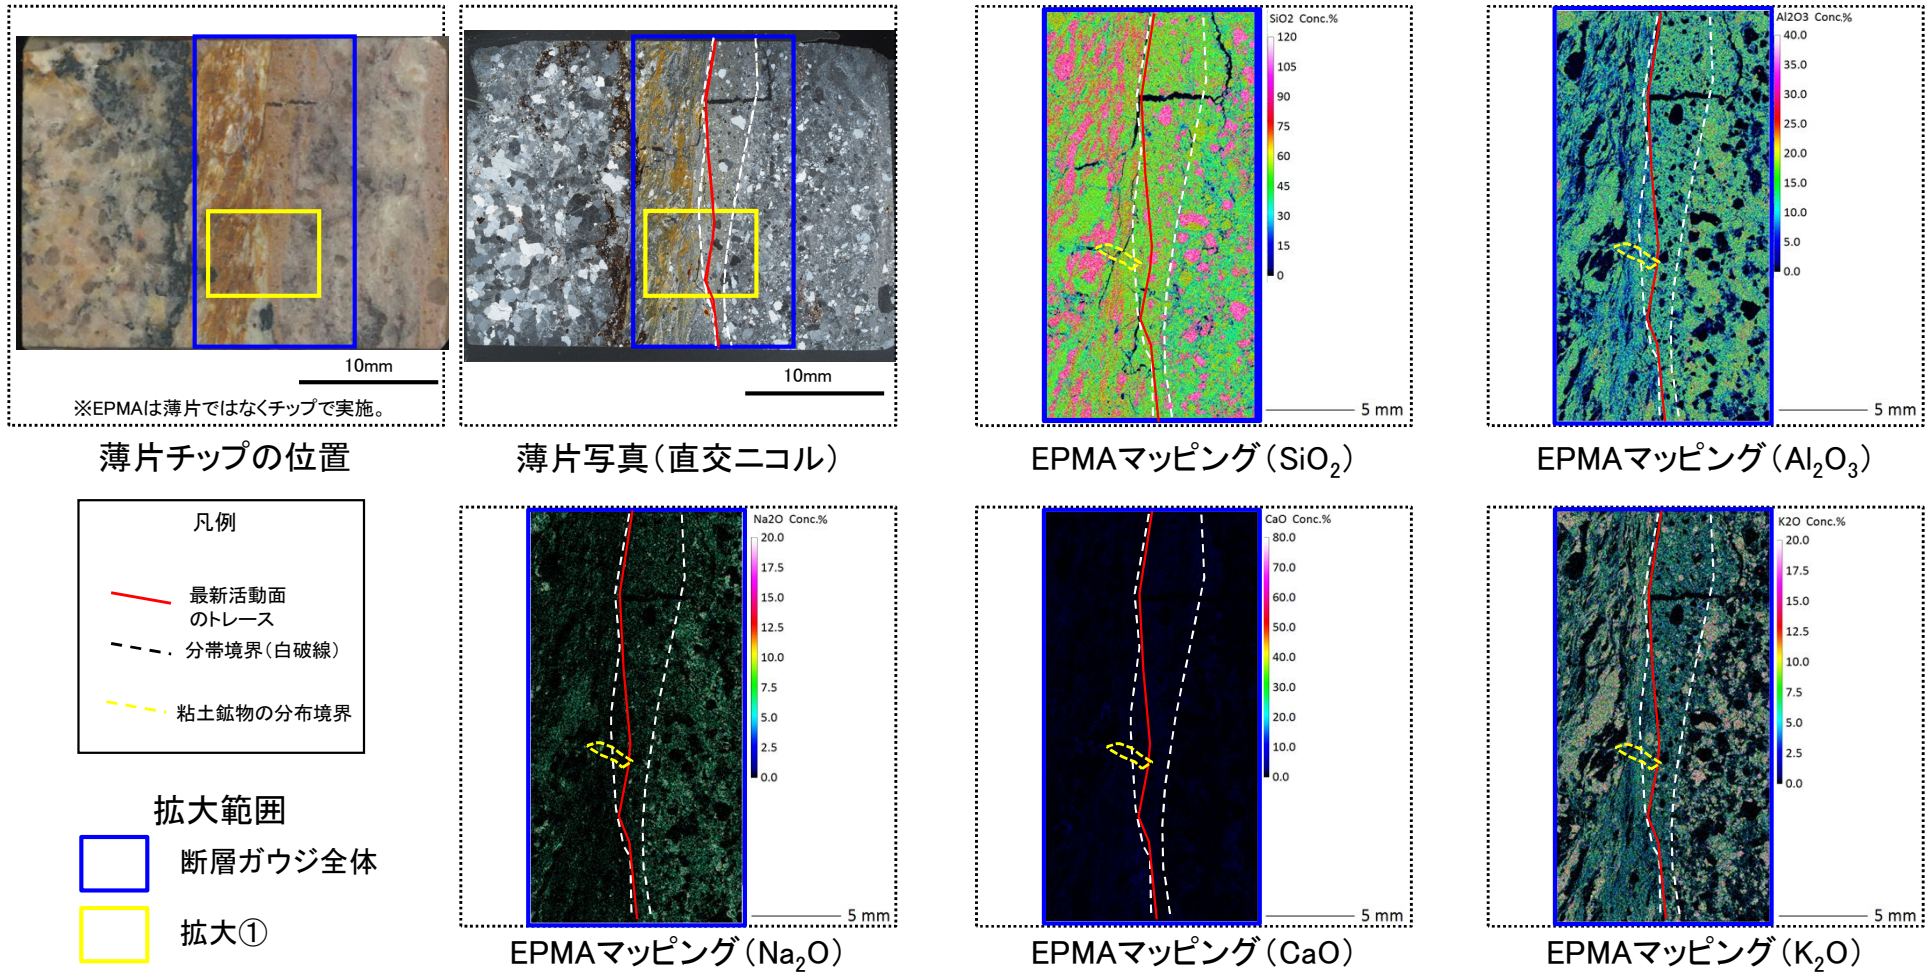 10mm
※EPMAは薄片ではなくチップで実施。
薄片チップの位置
10mm
薄片写真(直交ニコル)
SiO2 Conc.%
120
105
90
75
60
45
30
15
0
5 mm
EPMAマッピング(SiO₂)
Al2O3 Conc.%
40.0
35.0
30.0
25.0
20.0
15.0
10.0
5.0
0.0
5 mm
EPMAマッピング(Al₂O₃)
凡例
最新活動面
のトレース
分帯境界(白破線)
粘土鉱物の分布境界
拡大範囲
断層ガウジ全体
拡大①
Na2O Conc.%
20.0
17.5
15.0
12.5
10.0
7.5
5.0
2.5
0.0
5 mm
EPMAマッピング(Na₂O)
CaO Conc.%
80.0
70.0
60.0
50.0
40.0
30.0
20.0
10.0
0.0
5 mm
EPMAマッピング(CaO)
K2O Conc.%
20.0
17.5
15.0
12.5
10.0
7.5
5.0
2.5
0.0
5 mm
EPMAマッピング(K₂O)